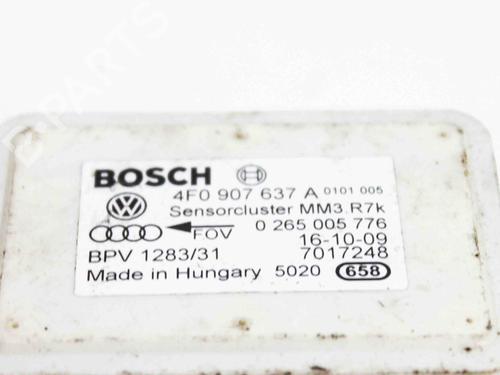 BOSCH
4F0 907 637 A 0101 005
Sensorcluster MM3.R7k
FOV 0 265 005 776
16-10-09
BPV 1283/31 7017248
Made in Hungary 5020 658
B-PARTS